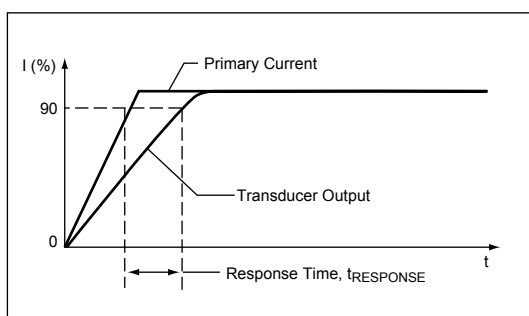 I (%)
Primary Current
90
Transducer Output
0
t
Response Time, tRESPONSE